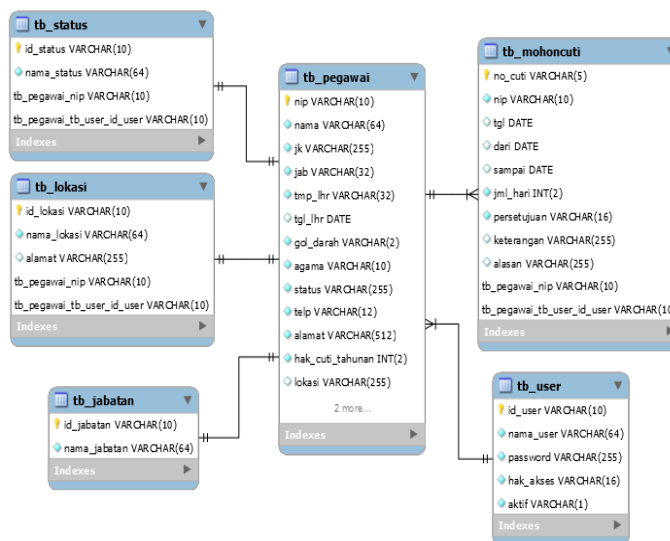 tb_status
id_status VARCHAR(10)
nama_status VARCHAR(64)
tb_pegawai_nip VARCHAR(10)
tb_pegawai_tb_user_id_user VARCHAR(10)
Indexes
tb_lokasi
id_lokasi VARCHAR(10)
nama_lokasi VARCHAR(64)
alamat VARCHAR(255)
tb_pegawai_nip VARCHAR(10)
tb_pegawai_tb_user_id_user VARCHAR(10)
Indexes
tb_jabatan
id_jabatan VARCHAR(10)
nama_jabatan VARCHAR(64)
Indexes
tb_pegawai
nip VARCHAR(10)
nama VARCHAR(64)
jk VARCHAR(255)
jab VARCHAR(32)
tmp_lhr VARCHAR(32)
tgl_lhr DATE
gol_darah VARCHAR(2)
agama VARCHAR(10)
status VARCHAR(255)
telp VARCHAR(12)
alamat VARCHAR(512)
hak_cuti_tahunan INT(2)
lokasi VARCHAR(255)
2 more...
Indexes
tb_mohoncuti
no_cuti VARCHAR(5)
nip VARCHAR(10)
tgl DATE
dari DATE
sampai DATE
jml_hari INT(2)
persetujuan VARCHAR(16)
keterangan VARCHAR(255)
alasan VARCHAR(255)
tb_pegawai_nip VARCHAR(10)
tb_pegawai_tb_user_id_user VARCHAR(10
Indexes
tb_user
id_user VARCHAR(10)
nama_user VARCHAR(64)
password VARCHAR(255)
hak_akses VARCHAR(16)
aktif VARCHAR(1)
Indexes